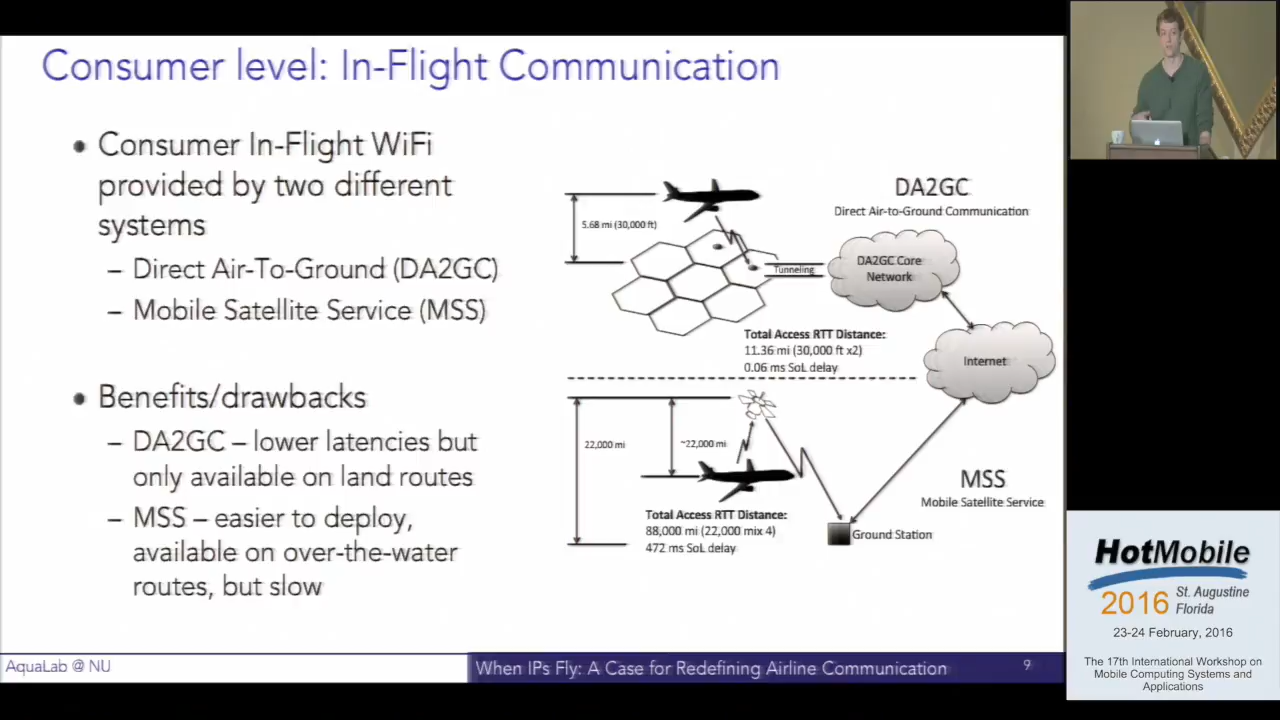 Consumer level: In-Flight Communication
• Consumer In-Flight WiFi
provided by two different
systems
– Direct Air-To-Ground (DA2GC)
– Mobile Satellite Service (MSS)
• Benefits/drawbacks
– DA2GC – lower latencies but
only available on land routes
– MSS – easier to deploy,
available on over-the-water
routes, but slow
DA2GC
Direct Air-to-Ground Communication
5.68 mi (30,000 ft)
Tunneling
DA2GC Core
Network
Total Access RTT Distance:
11.36 mi (30,000 ft x2)
0.06 ms SoL delay
Internet
22,000 mi
~22,000 mi
MSS
Mobile Satellite Service
Total Access RTT Distance:
88,000 mi (22,000 mix 4)
472 ms SoL delay
Ground Station
AquaLab @ NU
When IPs Fly: A Case for Redefining Airline Communication
9
HotMobile
2016 St. Augustine
Florida
23-24 February, 2016
The 17th International Workshop on
Mobile Computing Systems and
Applications